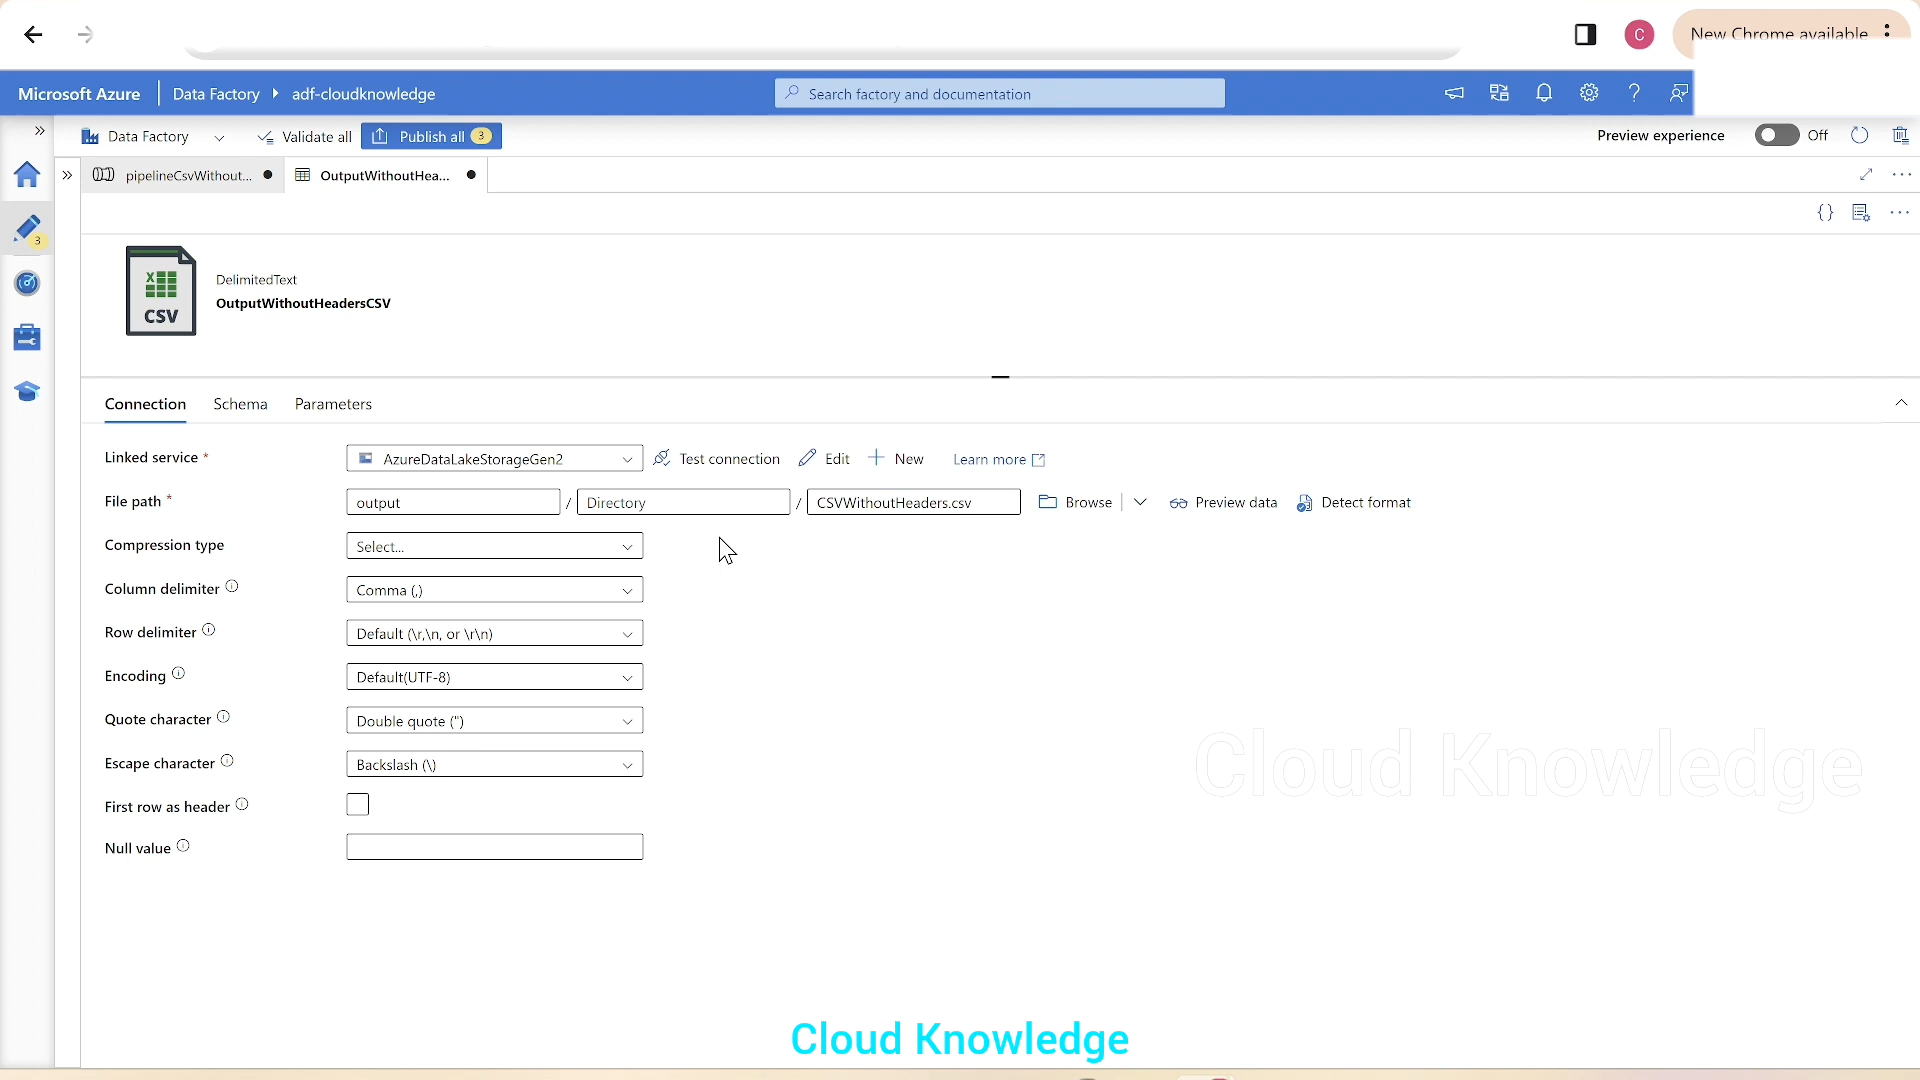 C
New Chrome available
Microsoft Azure
Data Factory
adf-cloudknowledge
Search factory and documentation
Data Factory
Validate all
Publish all
3
Preview experience
Off
pipelineCsvWithout...
OutputWithoutHea...
3
{}
DelimitedText
OutputWithoutHeadersCSV
X
CSV
Connection
Schema
Parameters
Linked service *
AzureDataLakeStorageGen2
Test connection
Edit
New
Learn more
File path *
output
/
Directory
/
CSVWithoutHeaders.csv
Browse
Preview data
Detect format
Compression type
Select...
Column delimiter
Comma (,)
Row delimiter
Default (\r,\n, or \r\n)
Encoding
Default(UTF-8)
Quote character
Double quote (")
Escape character
Backslash (\)
First row as header
Null value
Cloud Knowledge
Cloud Knowledge